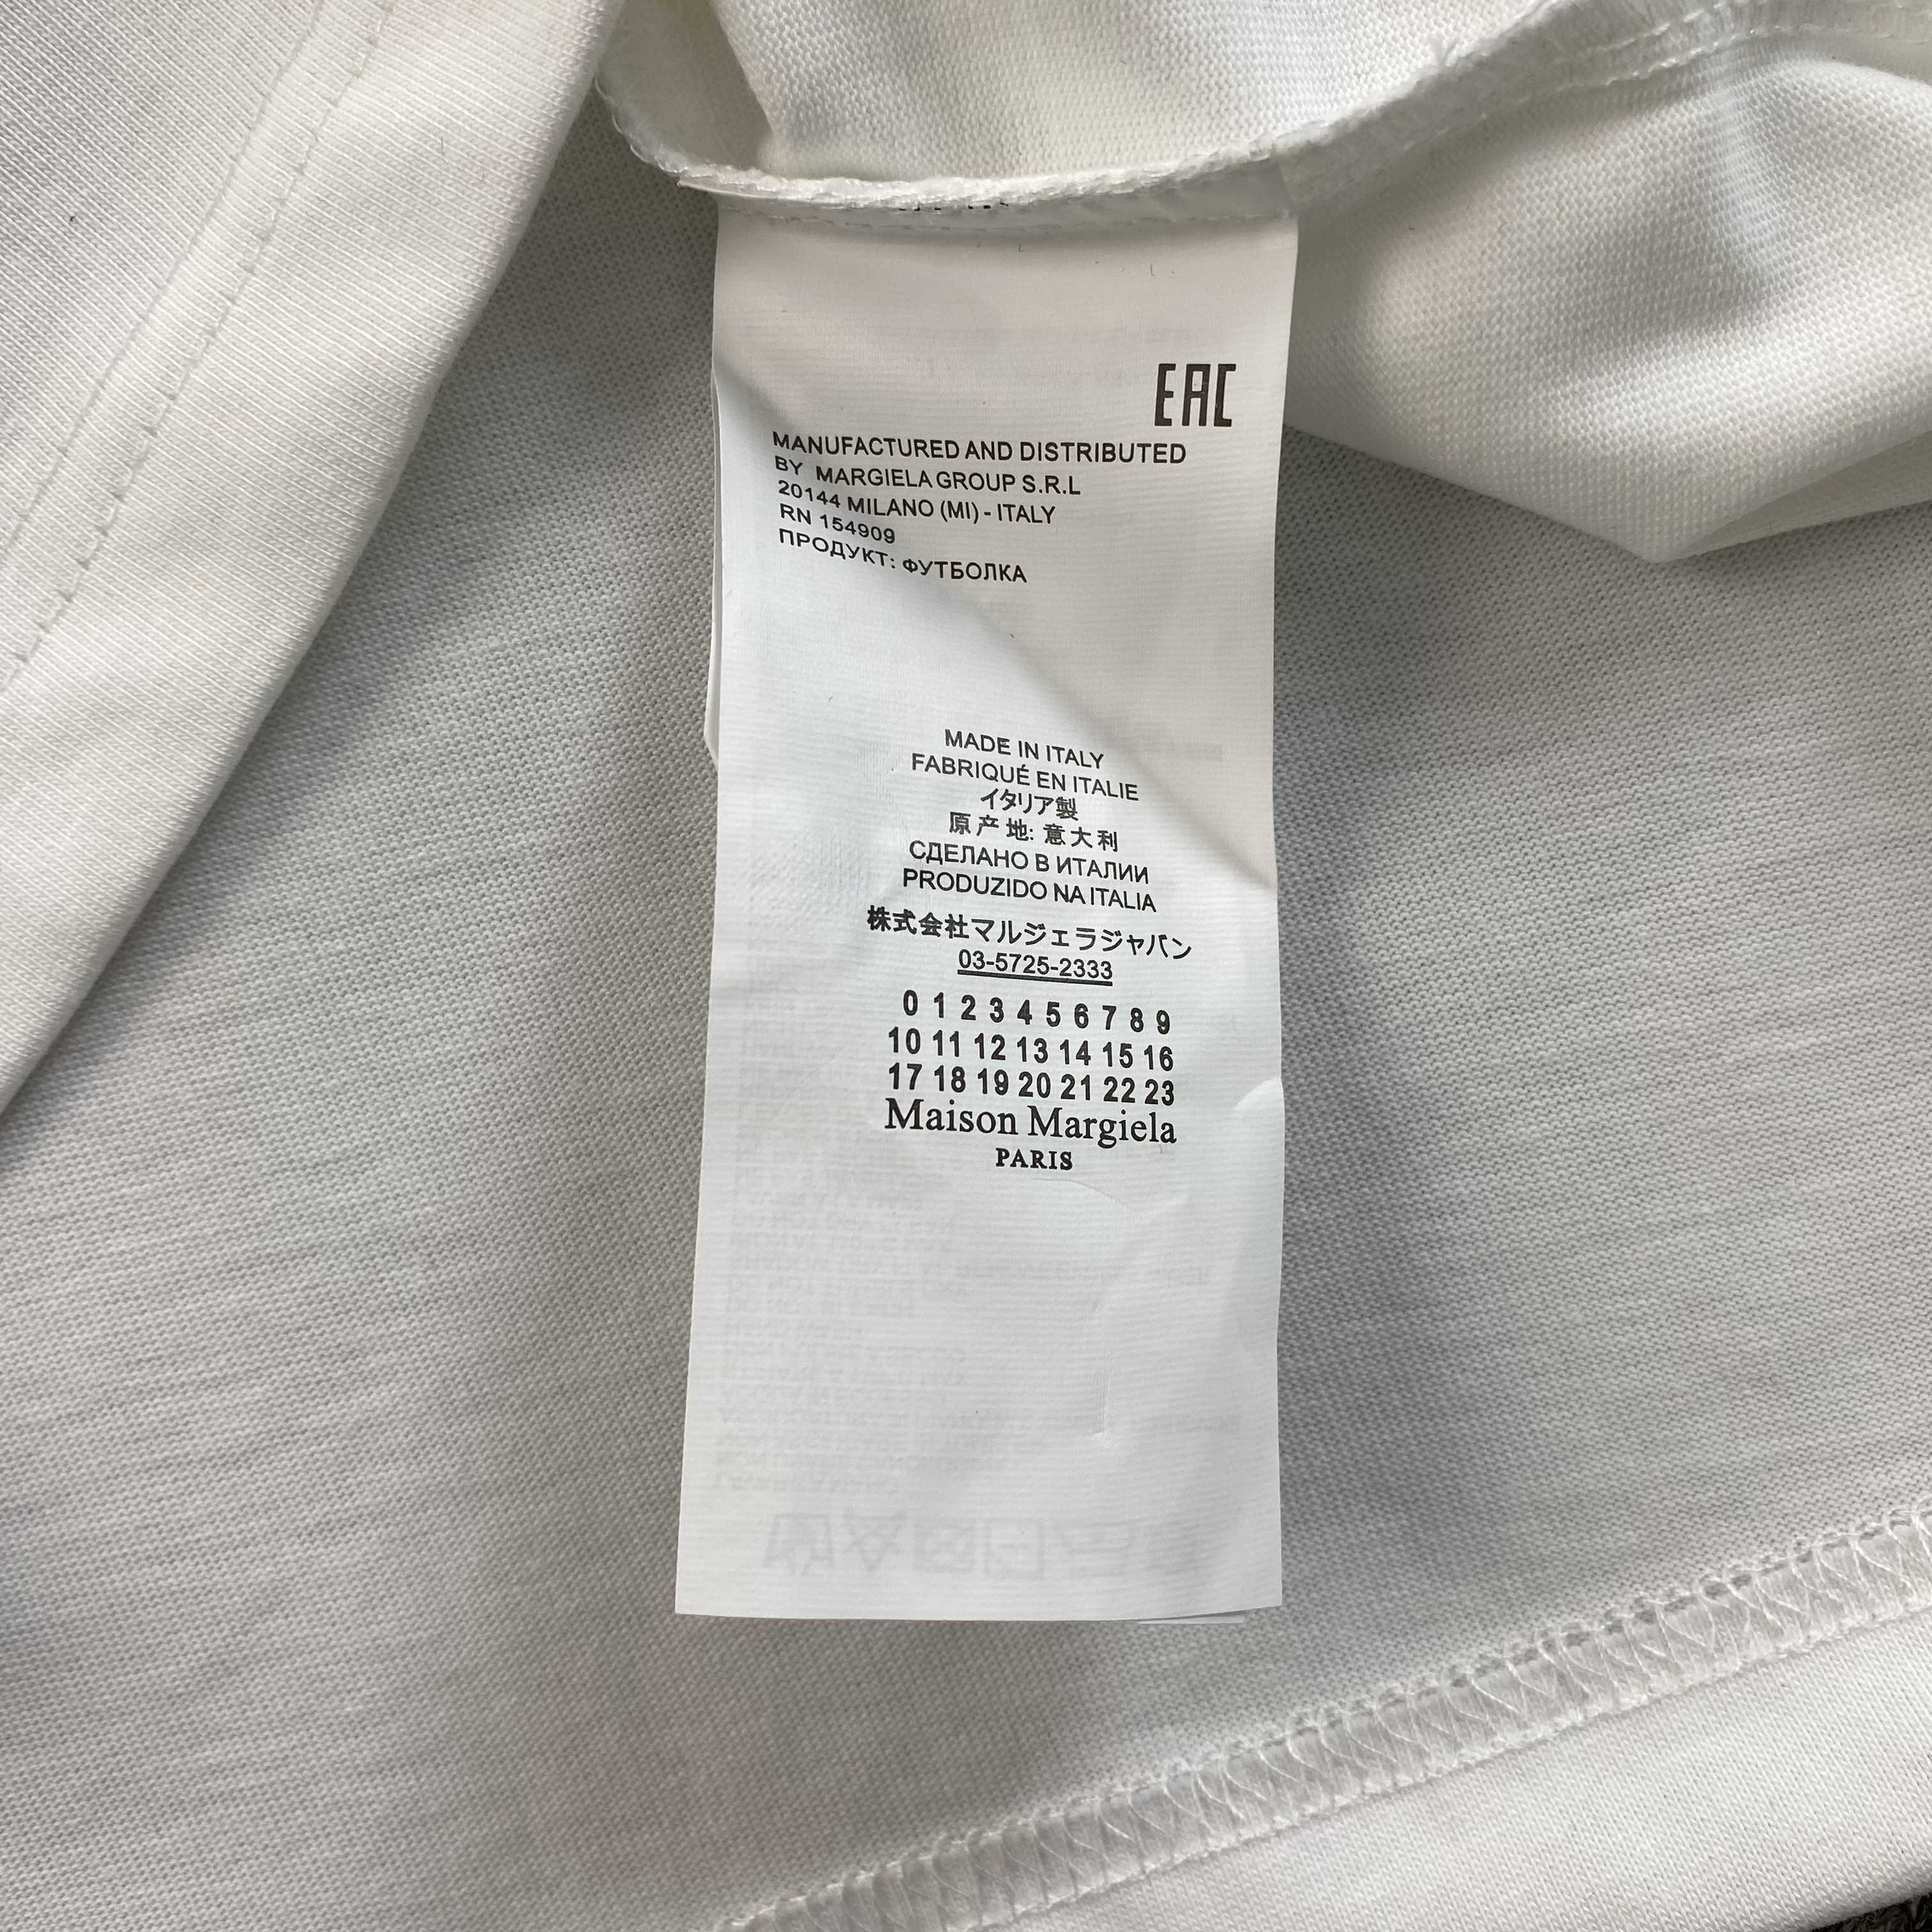 EAC
MANUFACTURED AND DISTRIBUTED
BY MARGIELA GROUP S.R.L
20144 MILANO (MI) - ITALY
RN 154909
ПРОДУКТ: ФУТБОЛКА
MADE IN ITALY
FABRIQUÉ EN ITALIE
イタリア製
原产地: 意大利
СДЕЛАНО В ИТАЛИИ
PRODUZIDO NA ITALIA
株式会社マルジェラジャパン
03-5725-2333
0 1 2 3 4 5 6 7 8 9
10 11 12 13 14 15 16
17 18 19 20 21 22 23
Maison Margiela
PARIS